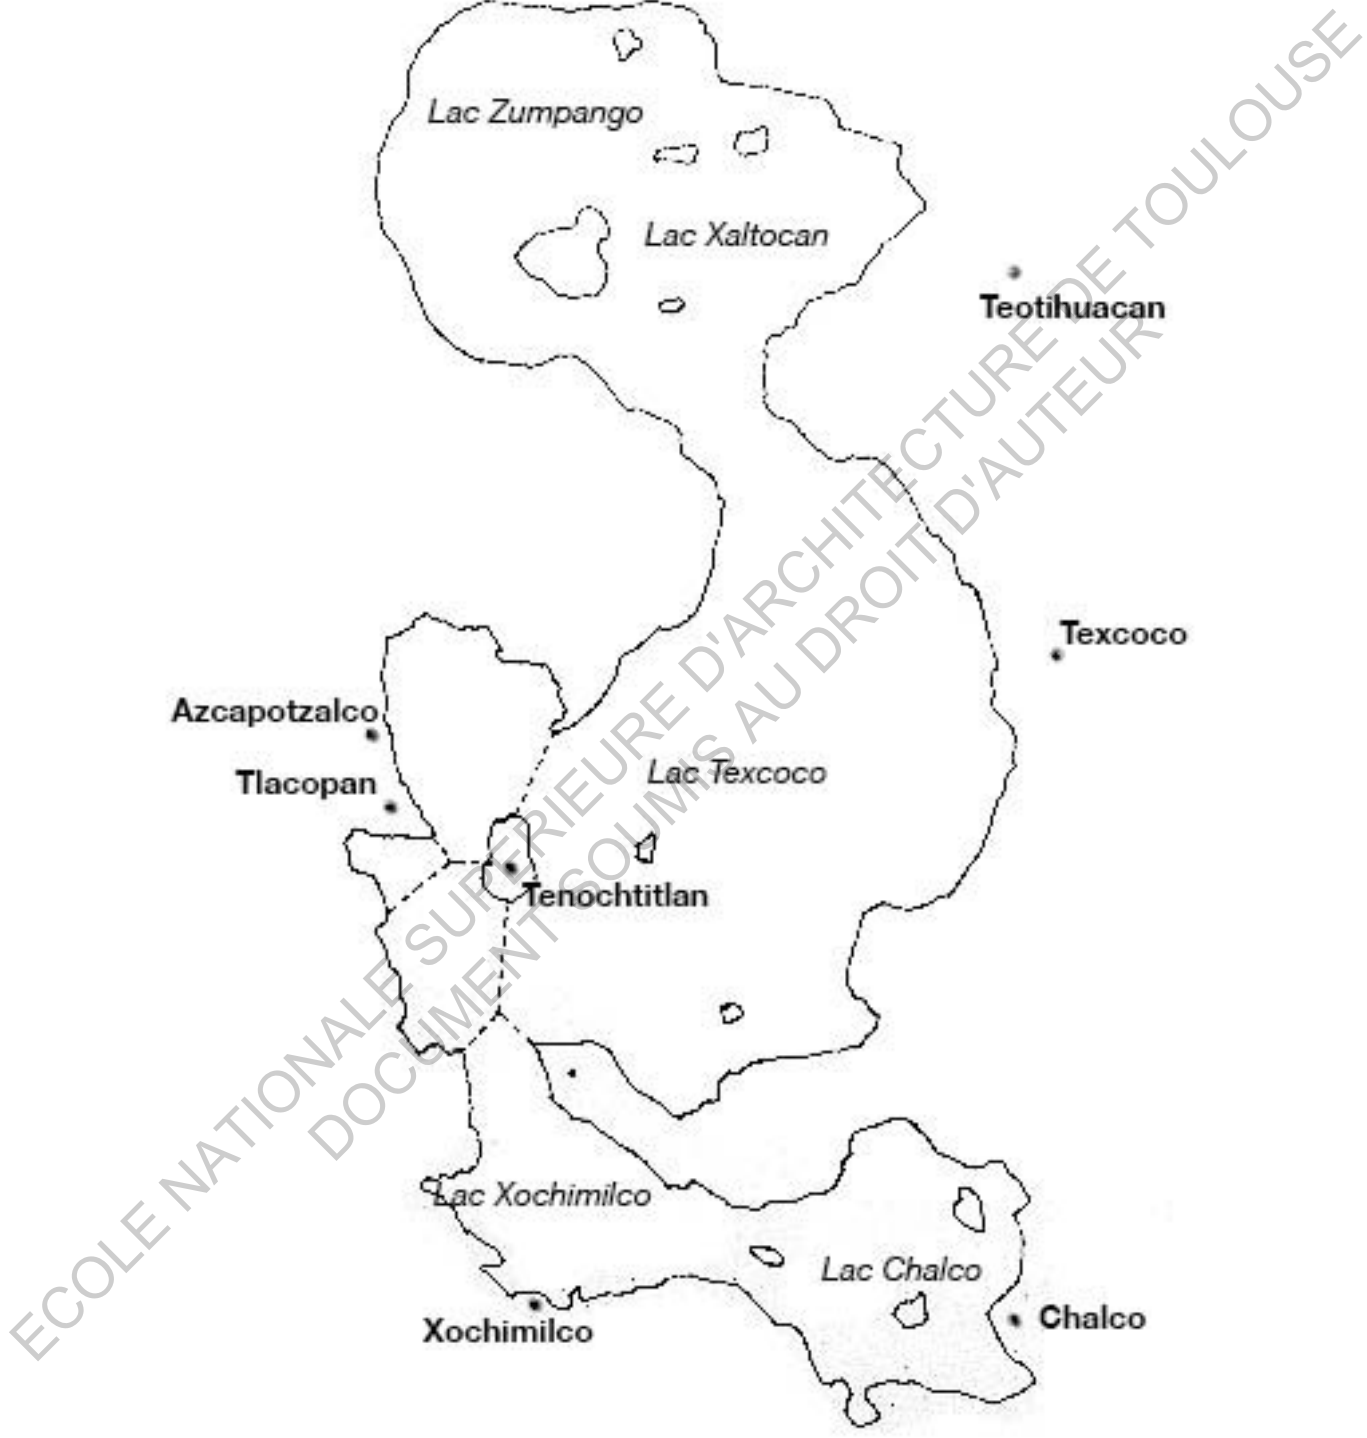 Lac Zumpango
Lac Xaltocan
Teotihuacan
Texcoco
Azcapotzalco
Lac Texcoco
Tlacopan
Tenochtitlan
Lac Xochimilco
Lac Chalco
Chalco
Xochimilco
ECOLE NATIONALE SUPERIEURE D'ARCHITECTURE DE TOULOUSE
DOCUMENT SOUMIS AU DROIT D'AUTEUR